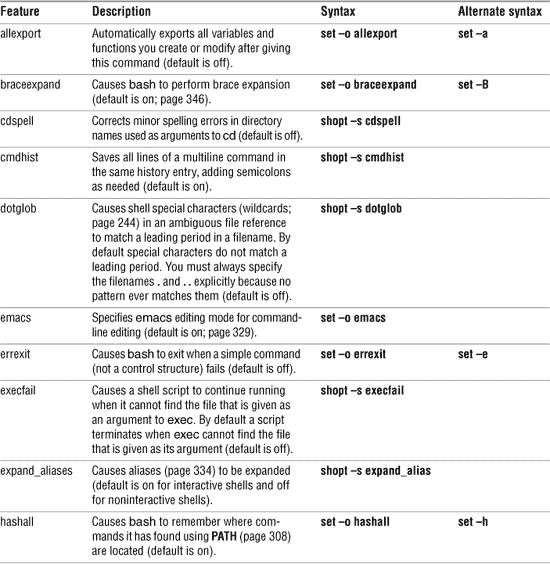 Feature Description Syntax Alternate syntax
allexport Automatically exports all variables and set –o allexport set –a
functions you create or modify after giving
this command (default is off).
braceexpand Causes bash to perform brace expansion set –o braceexpand set –B
(default is on; page 346).
cdspell Corrects minor spelling errors in directory shopt –s cdspell
names used as arguments to cd (default is off).
cmdhist Saves all lines of a multiline command in shopt –s cmdhist
the same history entry, adding semicolons
as needed (default is on).
dotglob Causes shell special characters (wildcards; shopt –s dotglob
page 244) in an ambiguous file reference
to match a leading period in a filename. By
default special characters do not match a
leading period. You must always specify
the filenames . and . . explicitly because no
pattern ever matches them (default is off).
emacs Specifies emacs editing mode for command- set –o emacs
line editing (default is on; page 329).
errexit Causes bash to exit when a simple command set –o errexit set –e
(not a control structure) fails (default is off).
execfail Causes a shell script to continue running shopt –s execfail
when it cannot find the file that is given as
an argument to exec. By default a script
terminates when exec cannot find the file
that is given as its argument (default is off).
expand_aliases Causes aliases (page 334) to be expanded shopt –s expand_alias
(default is on for interactive shells and off
for noninteractive shells).
hashall Causes bash to remember where com- set –o hashall set –h
mands it has found using PATH (page 308)
are located (default is on).